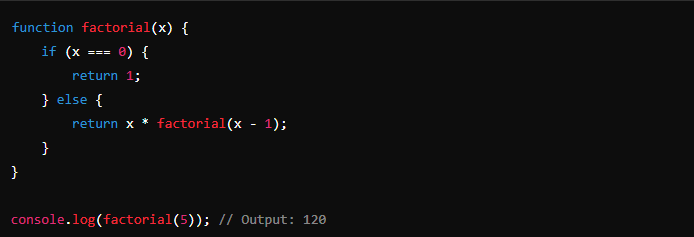 function factorial(x) {
    if (x === 0) {
        return 1;
    } else {
        return x * factorial(x - 1);
    }
}

console.log(factorial(5)); // Output: 120